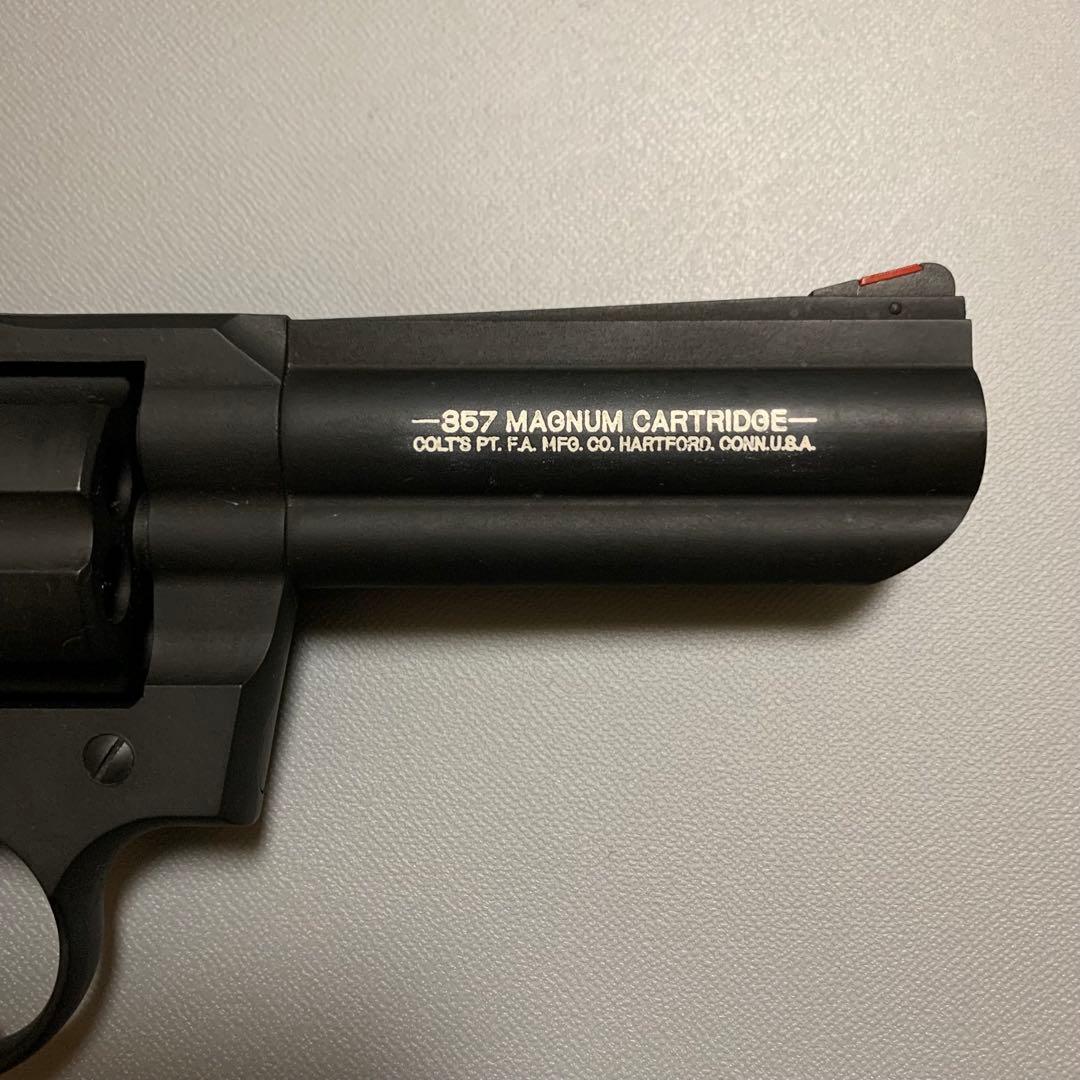 —357 MAGNUM CARTRIDGE—
COLT'S PT. F.A. MFG. CO. HARTFORD. CONN.U.S.A.